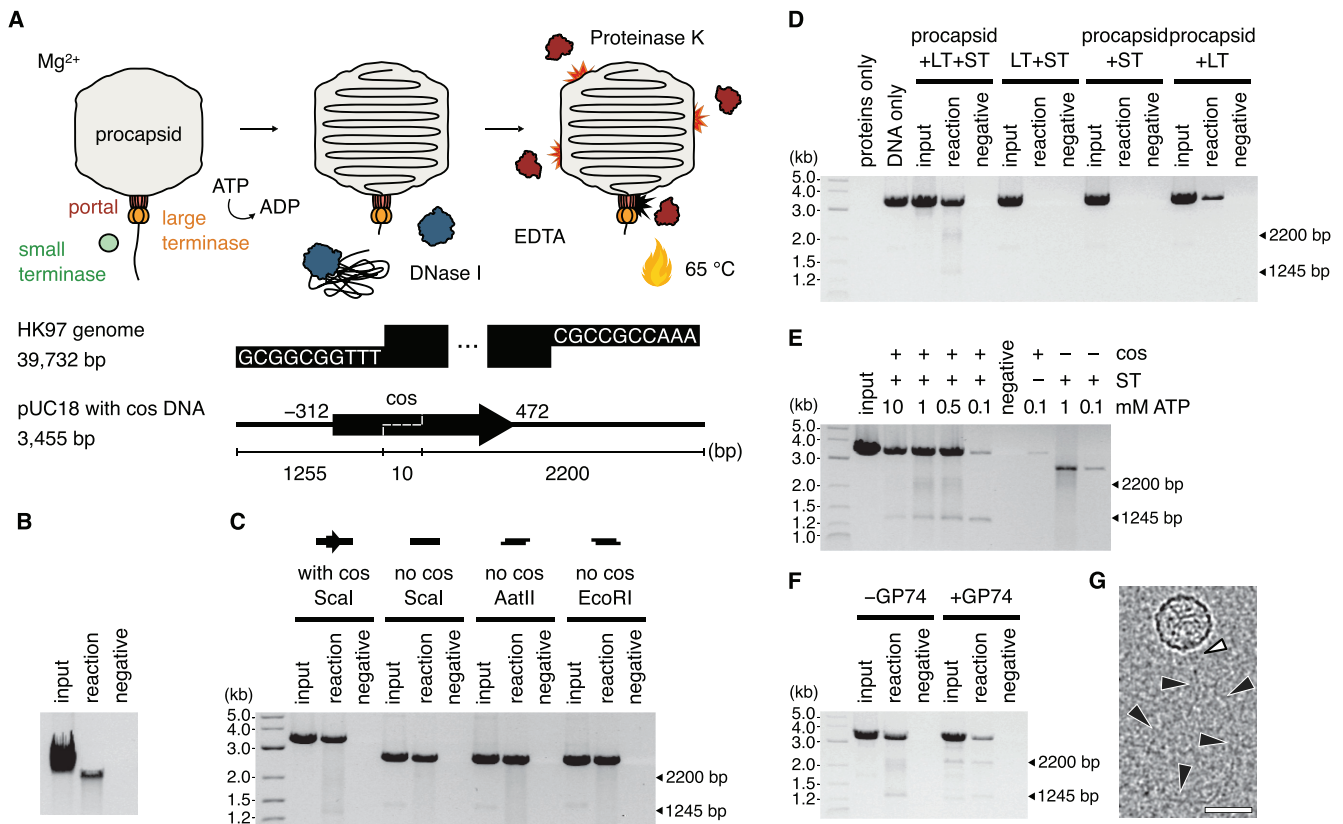 A
Mg²⁺
procapsid
portal
large
terminase
small
terminase
ATP
ADP
DNase I
Proteinase K
EDTA
65 °C
HK97 genome
39,732 bp
GCGGCGGTTT
...
CGCCGCCAAA
pUC18 with cos DNA
3,455 bp
−312
cos
472
(bp)
1255
10
2200
B
input
reaction
negative
C
with cos
ScaI
no cos
ScaI
no cos
AatII
no cos
EcoRI
input
reaction
negative
input
reaction
negative
input
reaction
negative
input
reaction
negative
(kb)
5.0
4.0
3.0
2.0
1.5
1.2
2200 bp
1245 bp
D
proteins only
DNA only
procapsid
+LT+ST
LT+ST
procapsid
+ST
procapsid
+LT
input
reaction
negative
input
reaction
negative
input
reaction
negative
input
reaction
negative
(kb)
5.0
4.0
3.0
2.0
1.5
1.2
2200 bp
1245 bp
E
input
+ + + + negative + − − cos
+ + + + − + + ST
(kb) 10 1 0.5 0.1 0.1 1 0.1 mM ATP
5.0
4.0
3.0
2.0
1.5
1.2
1.0
2200 bp
1245 bp
F
−GP74
+GP74
input
reaction
negative
input
reaction
negative
(kb)
5.0
4.0
3.0
2.0
1.5
1.2
2200 bp
1245 bp
G